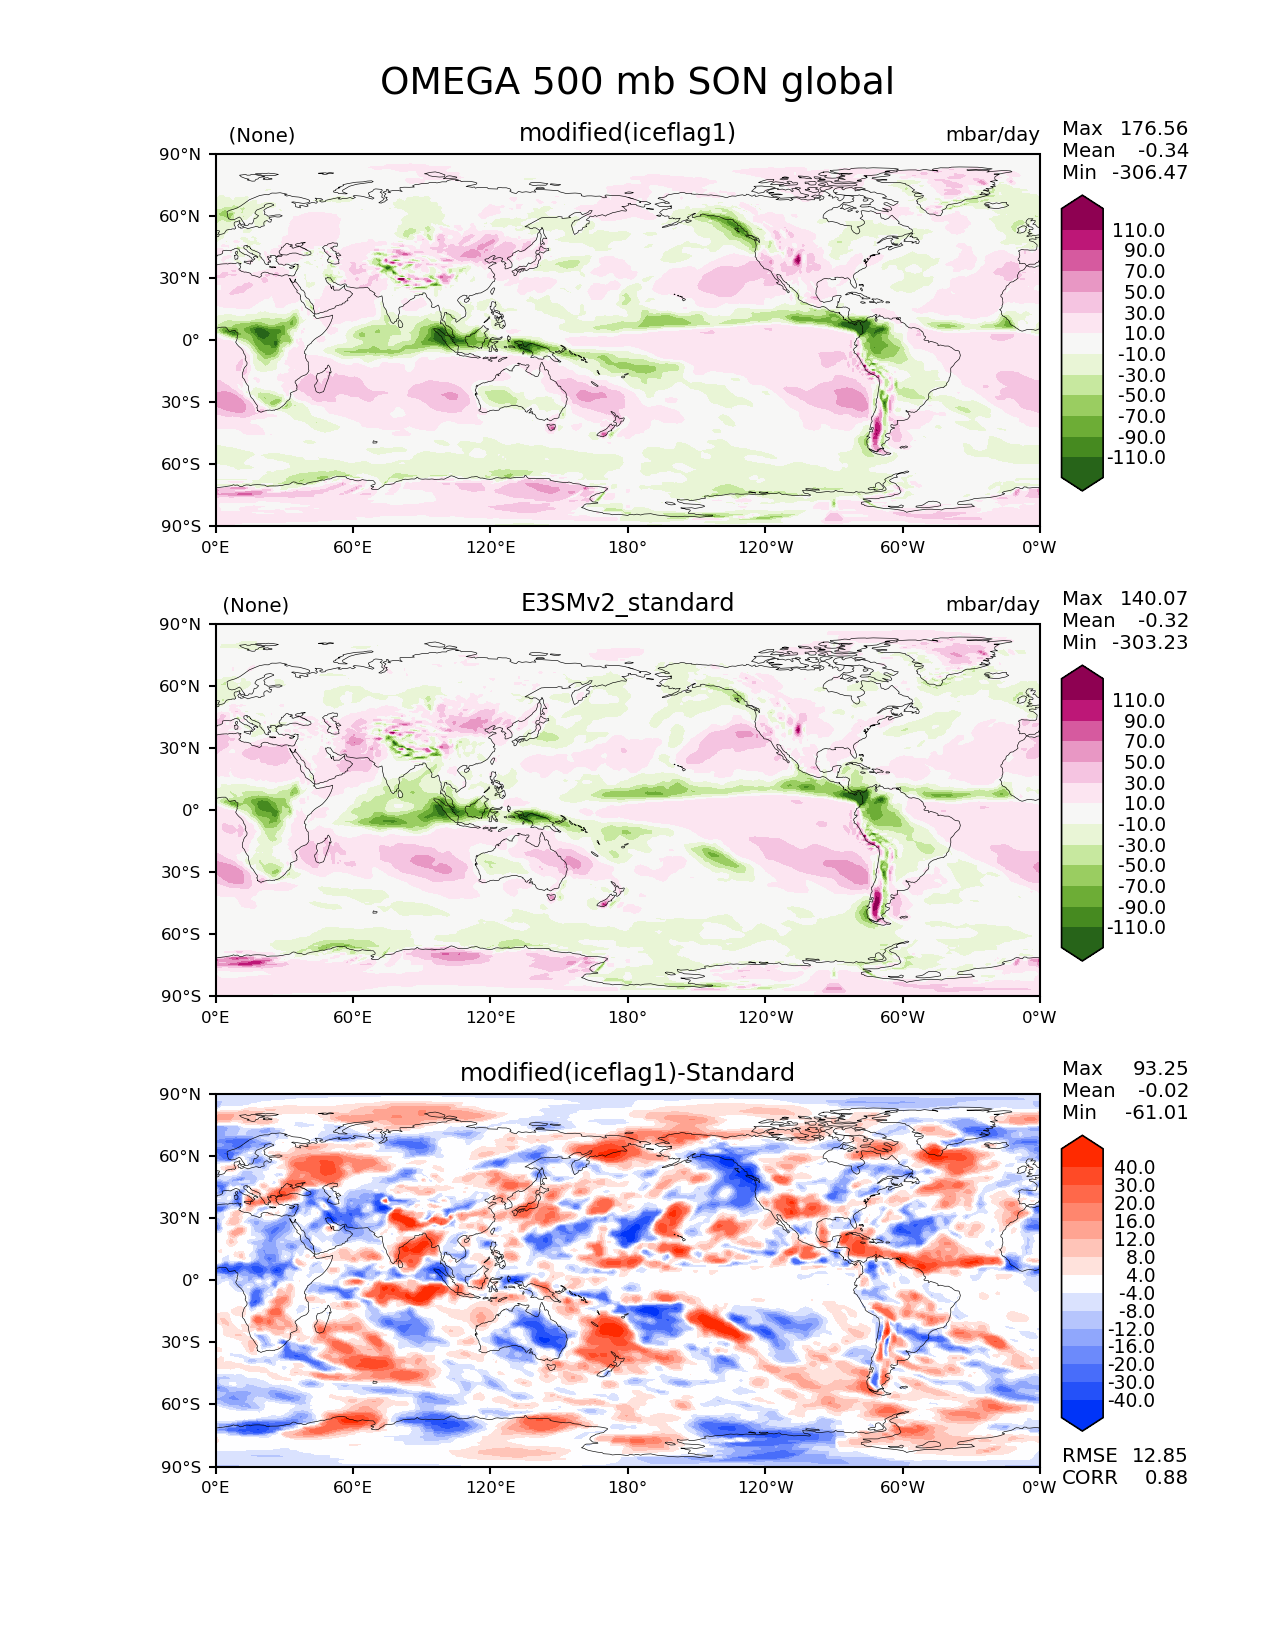 OMEGA 500 mb SON global
(None) modified(iceflag1) mbar/day
Max 176.56
Mean -0.34
Min -306.47
90°N
60°N
30°N
0°
30°S
60°S
90°S
0°E 60°E 120°E 180° 120°W 60°W 0°W
110.0
90.0
70.0
50.0
30.0
10.0
-10.0
-30.0
-50.0
-70.0
-90.0
-110.0
(None) E3SMv2_standard mbar/day
Max 140.07
Mean -0.32
Min -303.23
90°N
60°N
30°N
0°
30°S
60°S
90°S
0°E 60°E 120°E 180° 120°W 60°W 0°W
110.0
90.0
70.0
50.0
30.0
10.0
-10.0
-30.0
-50.0
-70.0
-90.0
-110.0
modified(iceflag1)-Standard
Max 93.25
Mean -0.02
Min -61.01
90°N
60°N
30°N
0°
30°S
60°S
90°S
0°E 60°E 120°E 180° 120°W 60°W 0°W
40.0
30.0
20.0
16.0
12.0
8.0
4.0
-4.0
-8.0
-12.0
-16.0
-20.0
-30.0
-40.0
RMSE 12.85
CORR 0.88